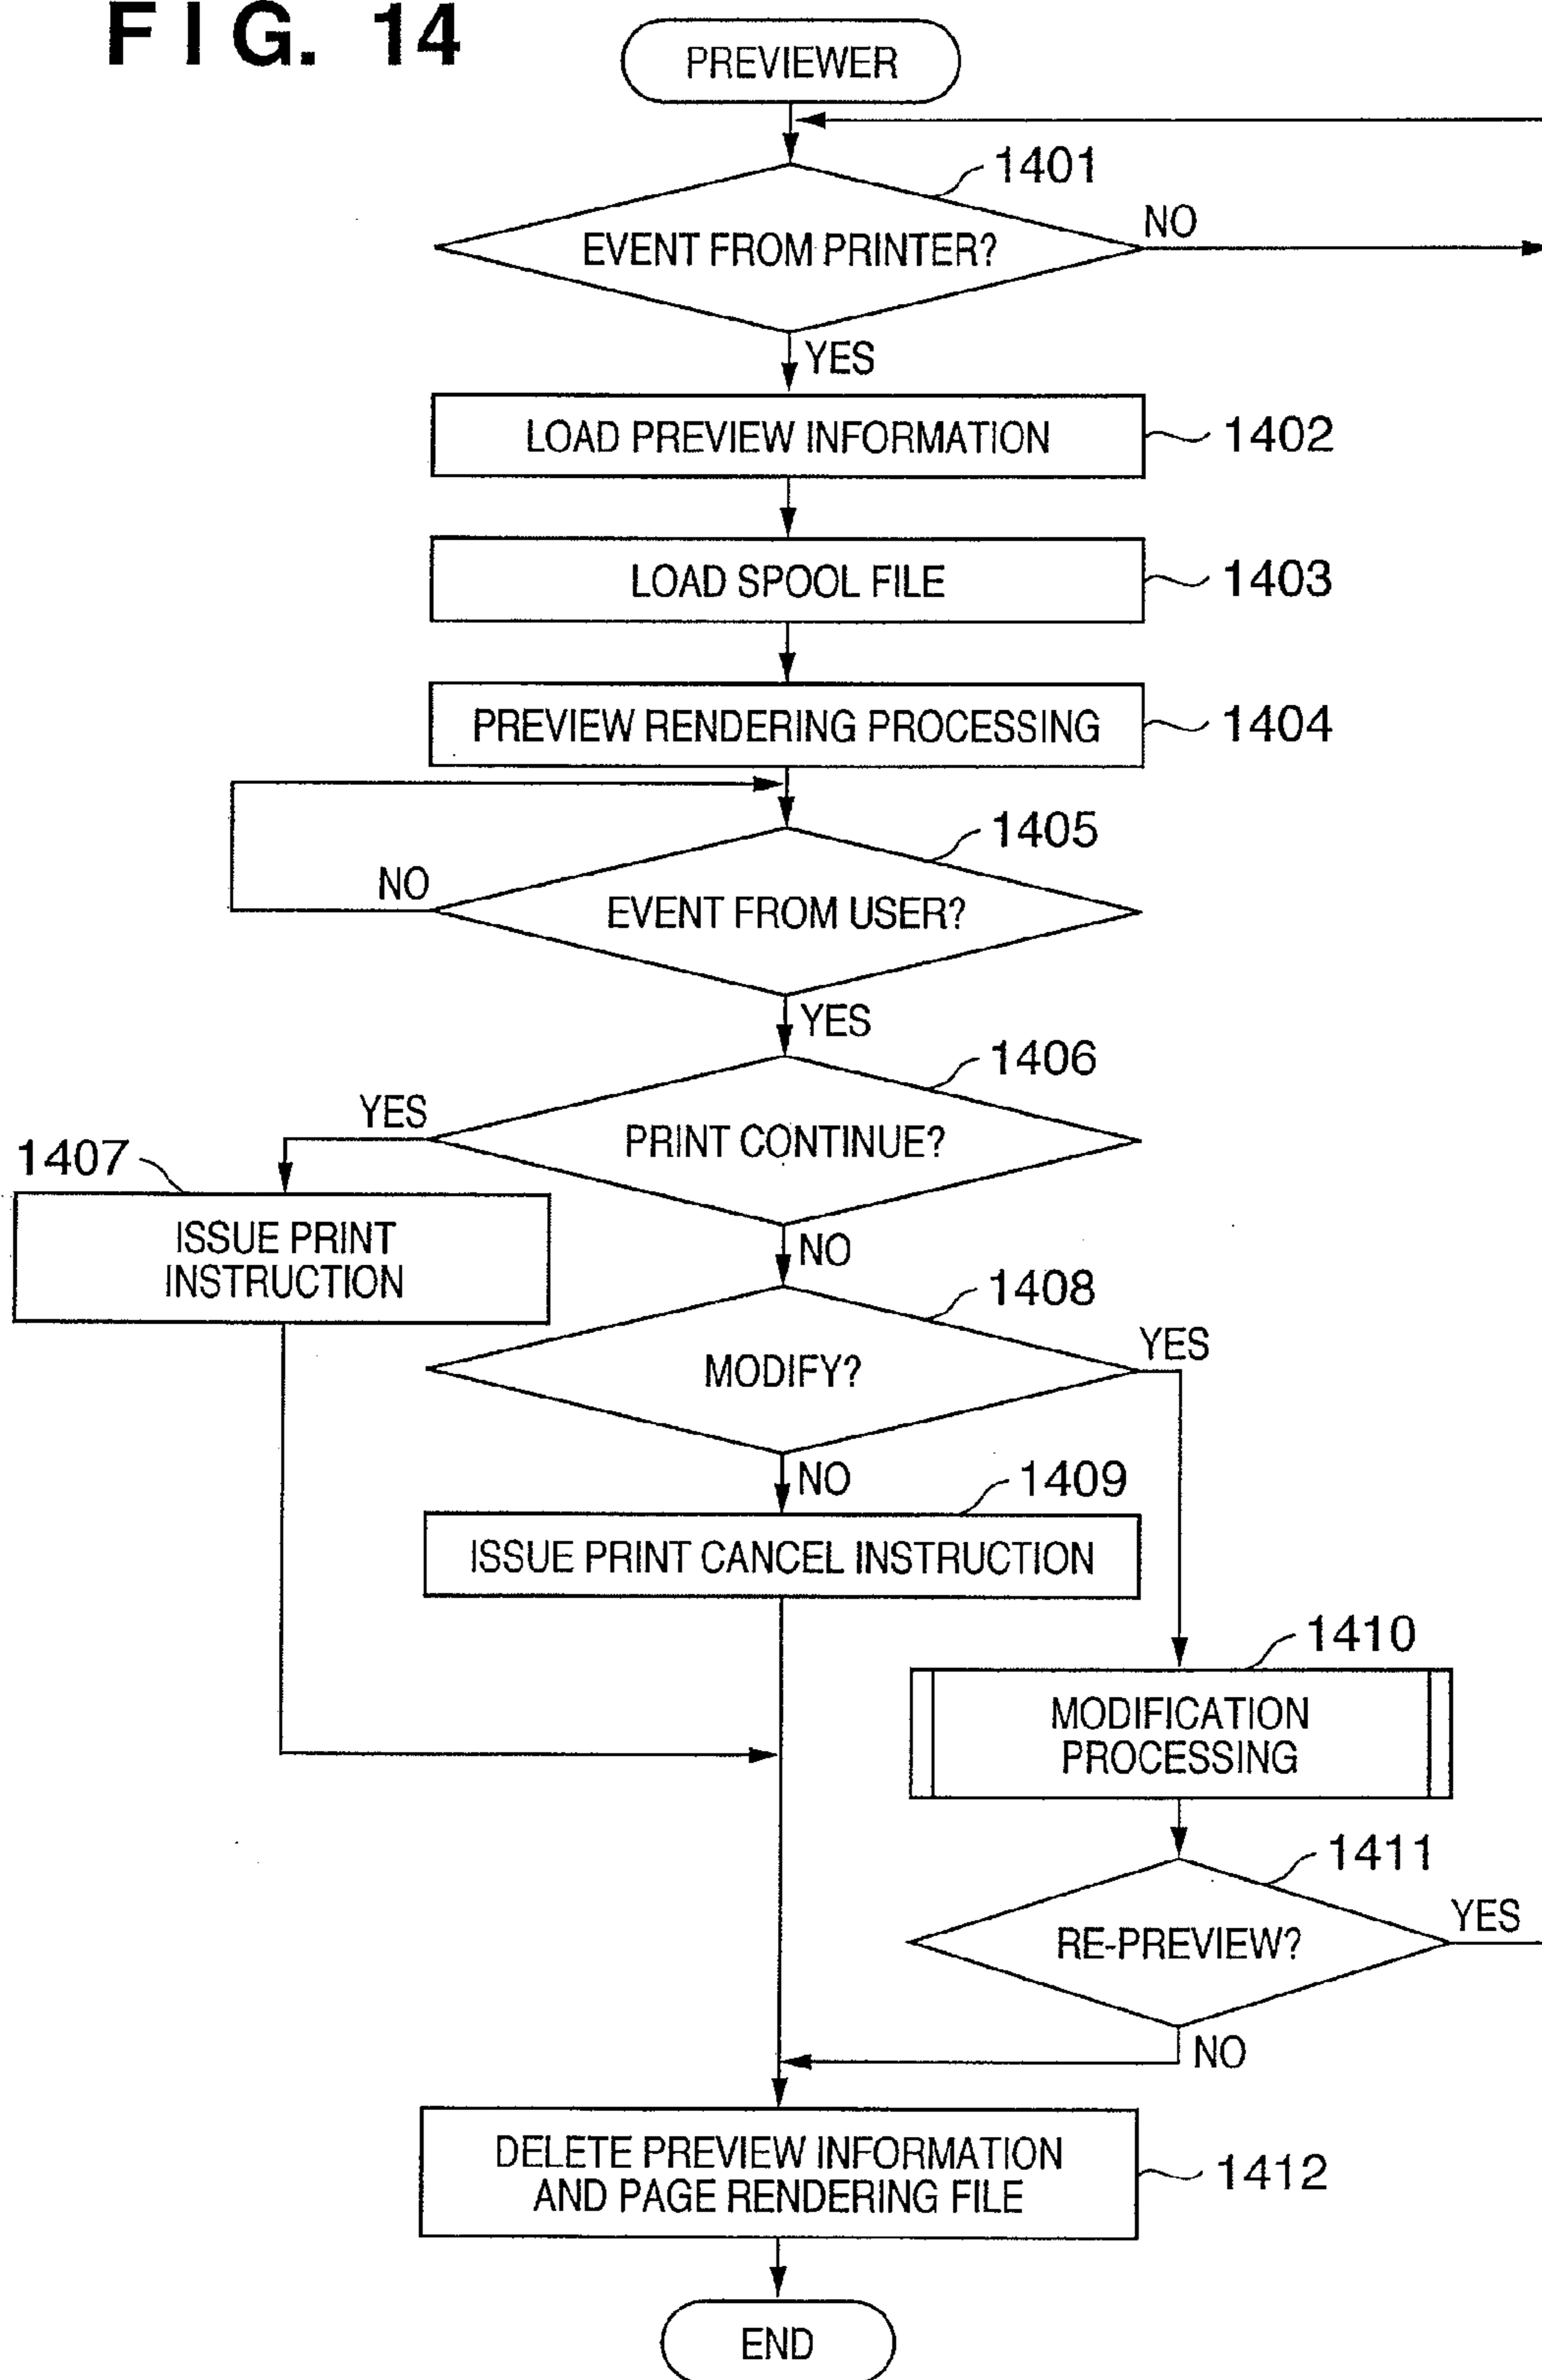 FIG. 14
PREVIEWER
1401
EVENT FROM PRINTER?
NO
YES
LOAD PREVIEW INFORMATION
1402
LOAD SPOOL FILE
1403
PREVIEW RENDERING PROCESSING
1404
1405
NO
EVENT FROM USER?
YES
1406
YES
PRINT CONTINUE?
1407
ISSUE PRINT
INSTRUCTION
NO
1408
YES
MODIFY?
NO
1409
ISSUE PRINT CANCEL INSTRUCTION
1410
MODIFICATION
PROCESSING
1411
YES
RE-PREVIEW?
NO
DELETE PREVIEW INFORMATION
AND PAGE RENDERING FILE
1412
END